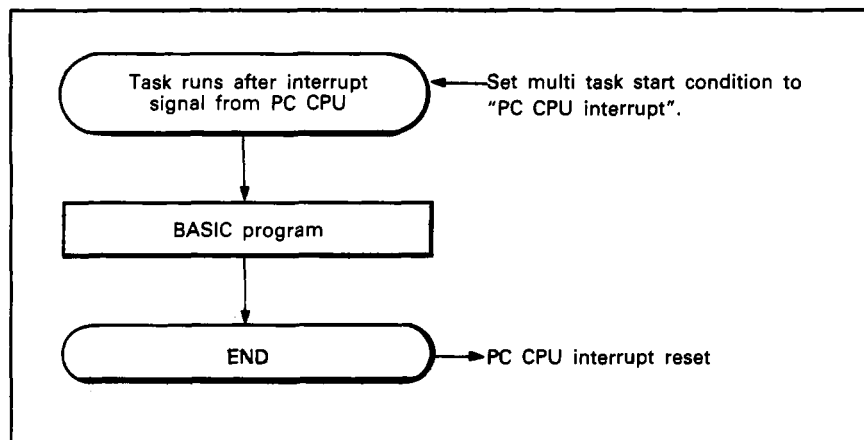 Task runs after interrupt
signal from PC CPU
Set multi task start condition to
"PC CPU interrupt".
BASIC program
END
PC CPU interrupt reset